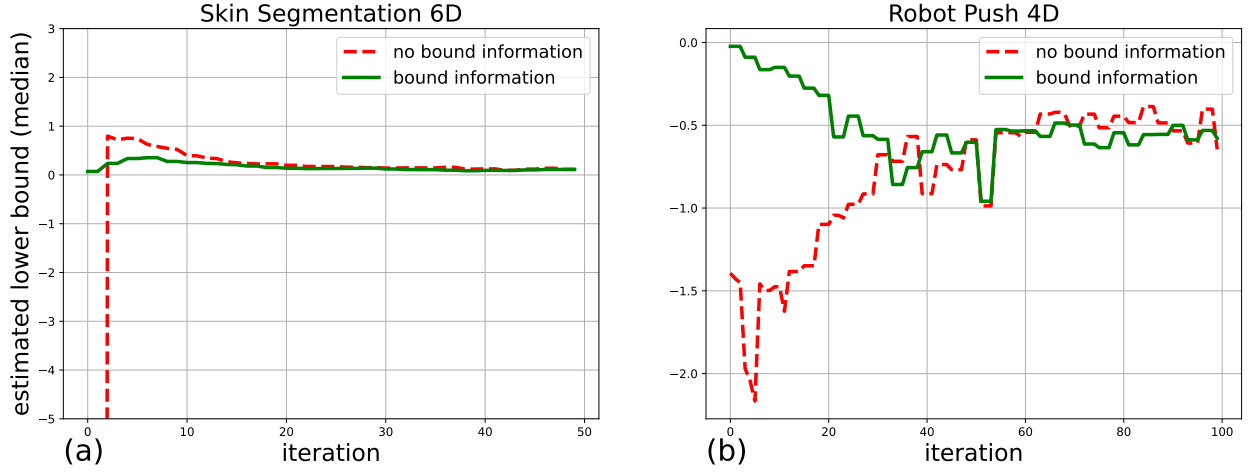 Skin Segmentation 6D
estimated lower bound (median)
3
2
1
0
−1
−2
−3
−4
−5
no bound information
bound information
0 10 20 30 40 50
(a) iteration
Robot Push 4D
0.0
−0.5
−1.0
−1.5
−2.0
no bound information
bound information
0 20 40 60 80 100
(b) iteration